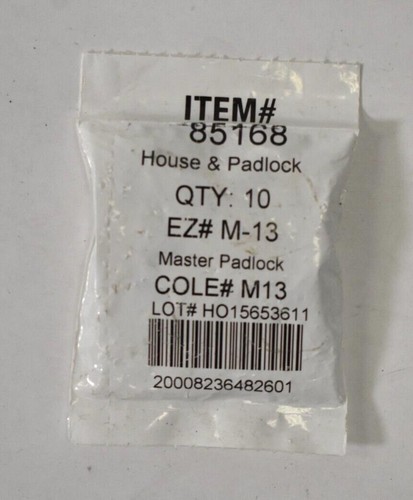 ITEM#
85168
House & Padlock
QTY: 10
EZ# M-13
Master Padlock
COLE# M13
LOT# HO15653611
20008236482601